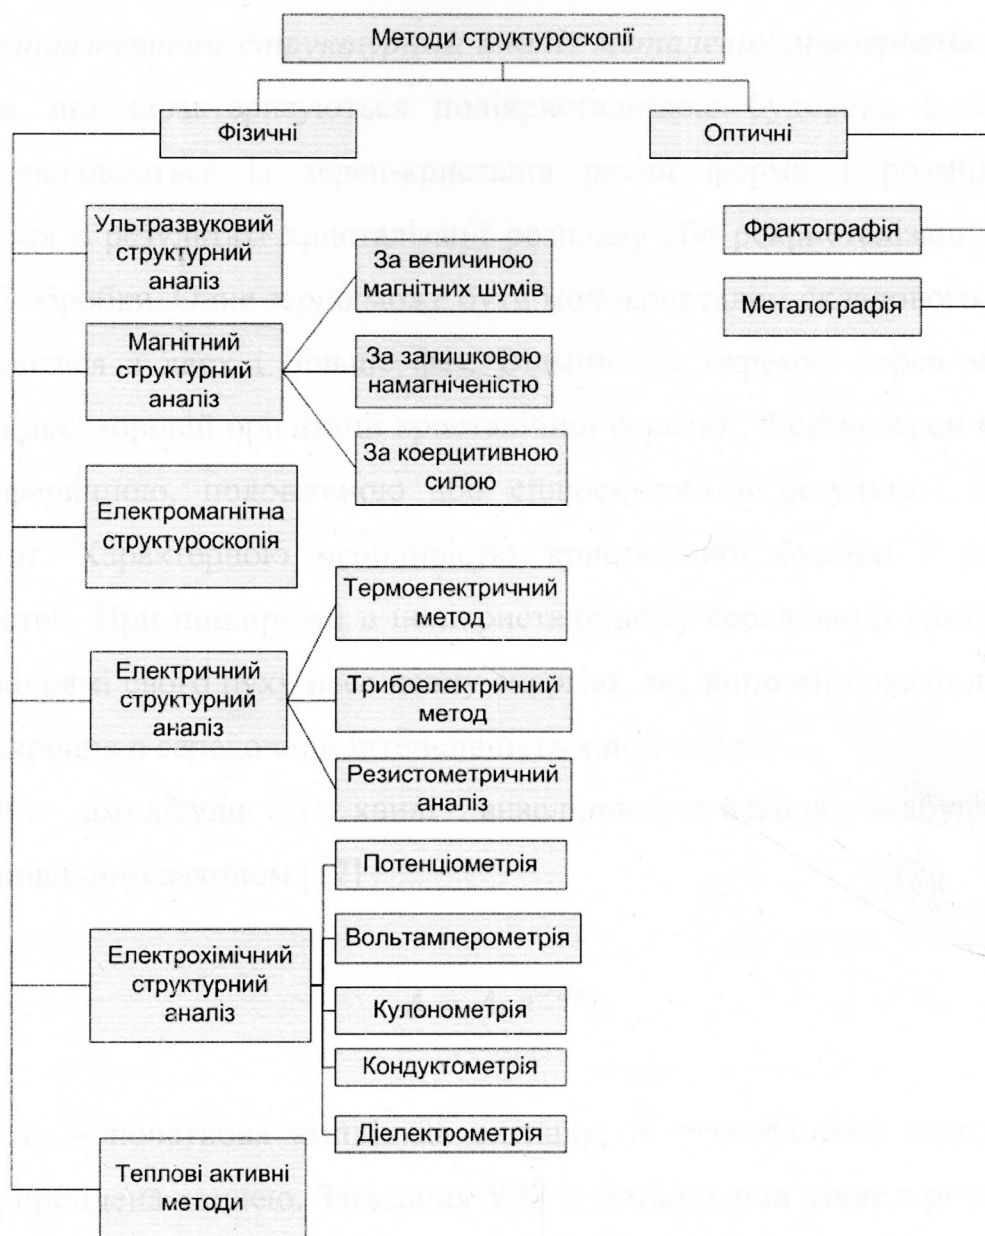 Методи структуроскопії
Фізичні
Оптичні
Ультразвуковий
структурний
аналіз
Магнітний
структурний
аналіз
За величиною
магнітних шумів
За залишковою
намагніченістю
За коерцитивною
силою
Електромагнітна
структуроскопія
Електричний
структурний
аналіз
Термоелектричний
метод
Трибоелектричний
метод
Резистометричний
аналіз
Електрохімічний
структурний
аналіз
Потенціометрія
Вольтамперометрія
Кулонометрія
Кондуктометрія
Діелектрометрія
Теплові активні
методи
Фрактографія
Металографія